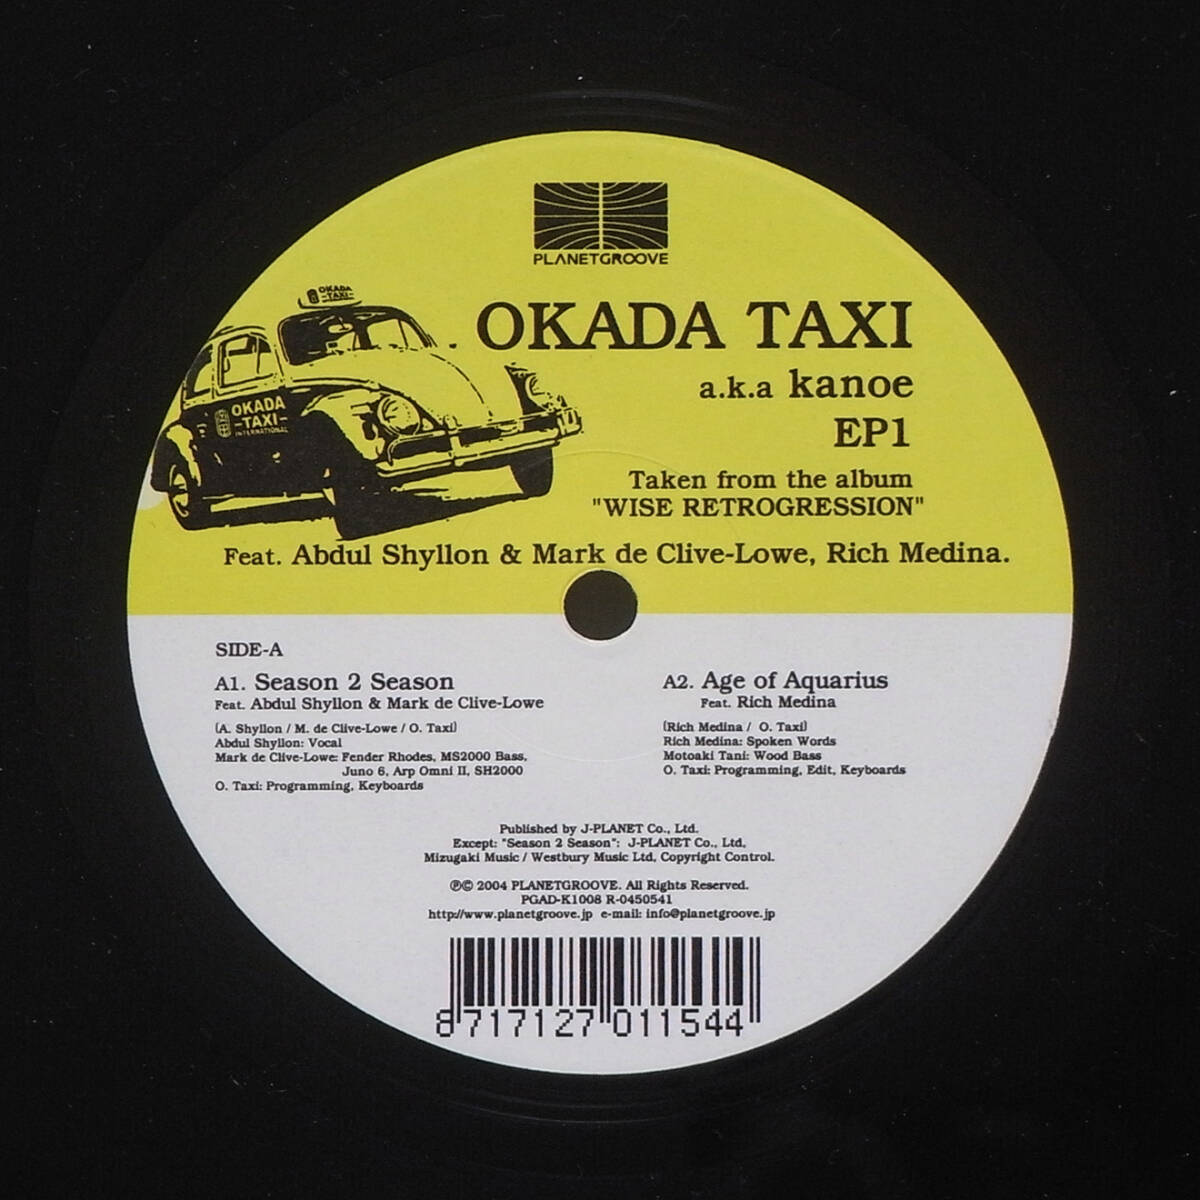 PLANETGROOVE
OKADA
-TAXI-
OKADA TAXI
a.k.a kanoe
EP1
OKADA
-TAXI-
INTERNATIONAL
Taken from the album
"WISE RETROGRESSION"
Feat. Abdul Shyllon & Mark de Clive-Lowe, Rich Medina.
SIDE-A
A1. Season 2 Season
Feat. Abdul Shyllon & Mark de Clive-Lowe
(A. Shyllon / M. de Clive-Lowe / O. Taxi)
Abdul Shyllon: Vocal
Mark de Clive-Lowe: Fender Rhodes, MS2000 Bass,
Juno 6, Arp Omni II, SH2000
O. Taxi: Programming, Keyboards
A2. Age of Aquarius
Feat. Rich Medina
(Rich Medina / O. Taxi)
Rich Medina: Spoken Words
Motoaki Tani: Wood Bass
O. Taxi: Programming, Edit, Keyboards
Published by J-PLANET Co., Ltd.
Except: "Season 2 Season": J-PLANET Co., Ltd,
Mizugaki Music / Westbury Music Ltd, Copyright Control.
℗© 2004 PLANETGROOVE. All Rights Reserved.
PGAD-K1008 R-0450541
http://www.planetgroove.jp e-mail: info@planetgroove.jp
8 717127 011544